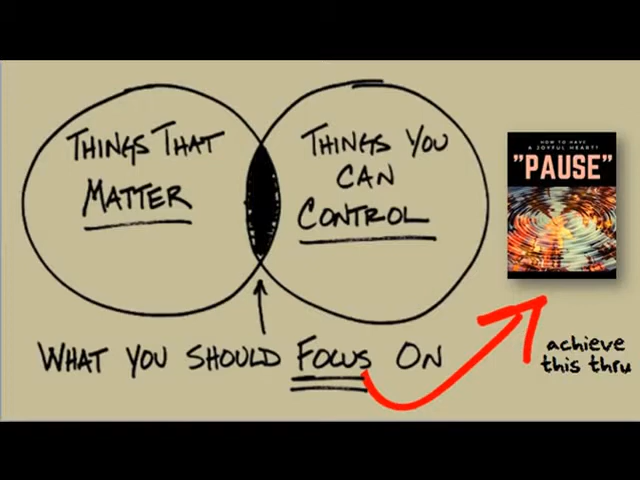 THINGS THAT
MATTER
THINGS YOU
CAN
CONTROL
WHAT YOU SHOULD FOCUS ON
HOW TO HAVE
A JOYFUL HEART?
"PAUSE"
achieve
this thru